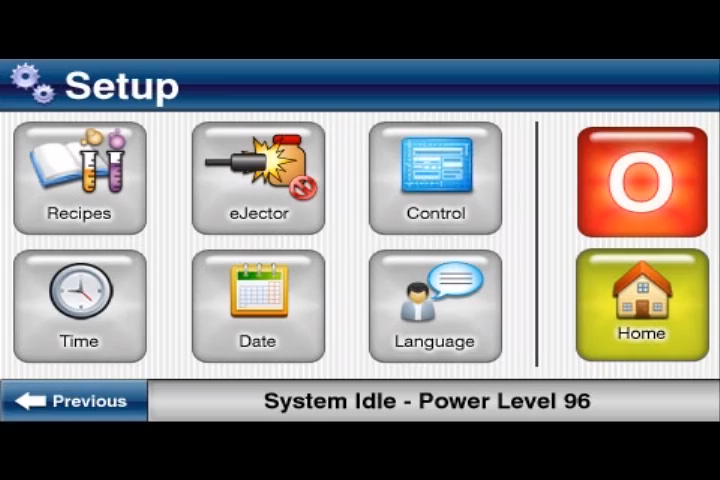 Setup
Recipes
eJector
Control
O
Time
Date
Language
Home
Previous
System Idle - Power Level 96